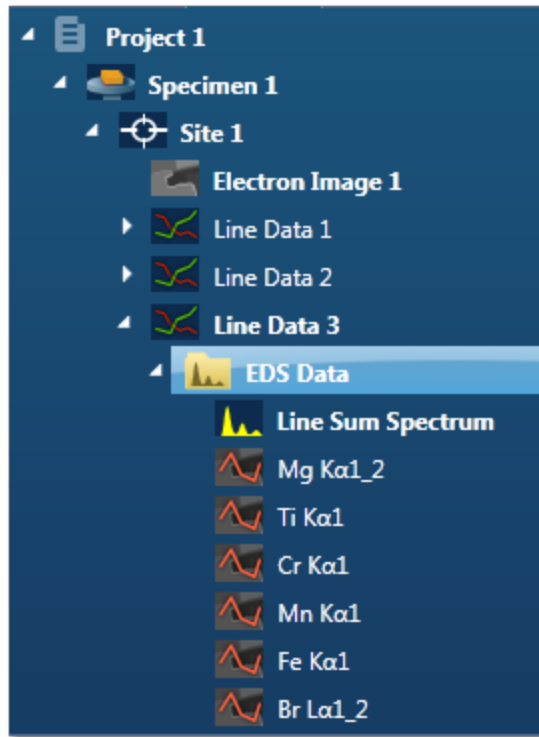 Project 1
Specimen 1
Site 1
Electron Image 1
Line Data 1
Line Data 2
Line Data 3
EDS Data
Line Sum Spectrum
Mg Kα1_2
Ti Kα1
Cr Kα1
Mn Kα1
Fe Kα1
Br Lα1_2